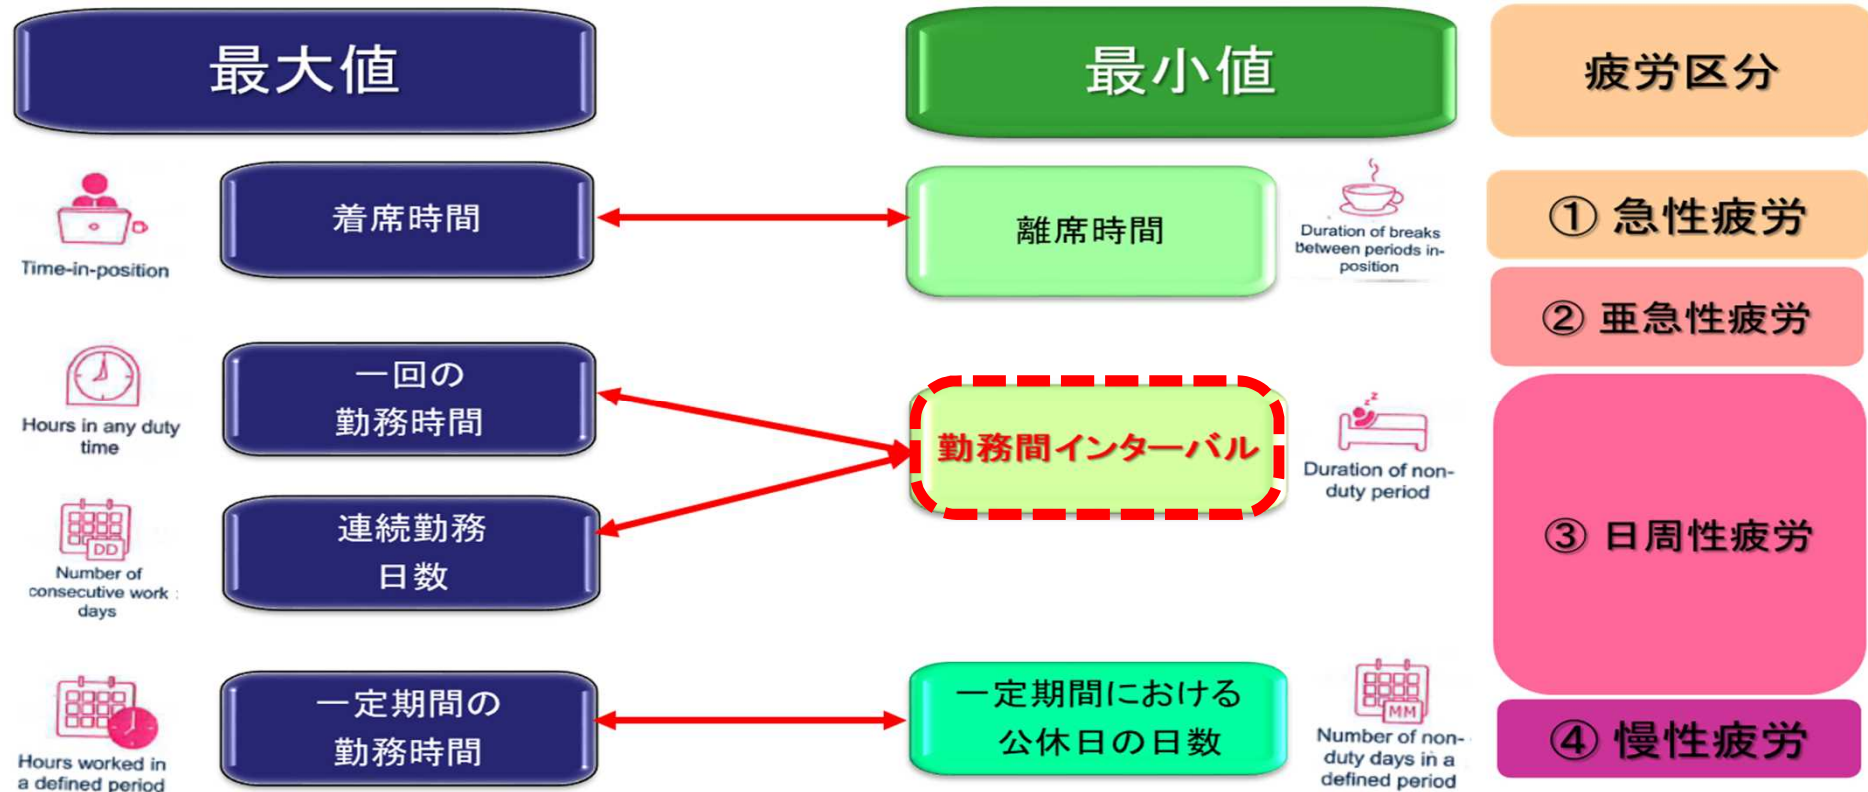 最大値
最小値
疲労区分
Time-in-position
着席時間
離席時間
Duration of breaks
between periods in-
position
① 急性疲労
② 亜急性疲労
Hours in any duty
time
一回の
勤務時間
勤務間インターバル
zz
Duration of non-
duty period
③ 日周性疲労
DD
Number of
consecutive work :
days
連続勤務
日数
Hours worked in
a defined period
一定期間の
勤務時間
一定期間における
公休日の日数
MM
Number of non-
duty days in a
defined period
④ 慢性疲労